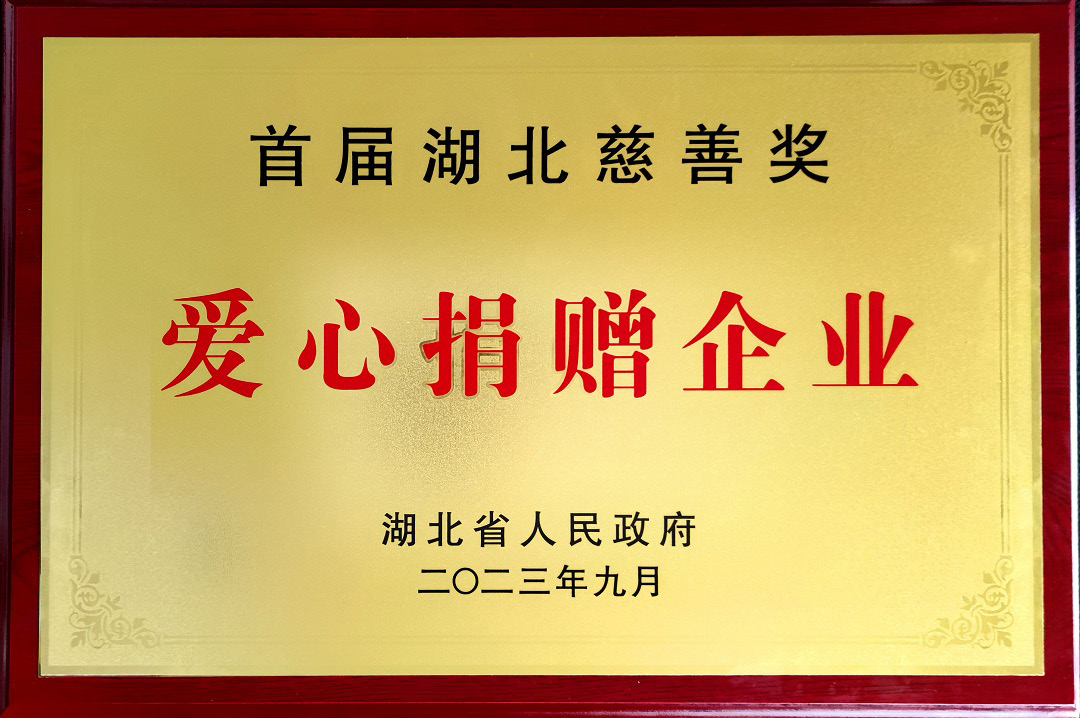 首届湖北慈善奖
爱心捐赠企业
湖北省人民政府
二〇二三年九月